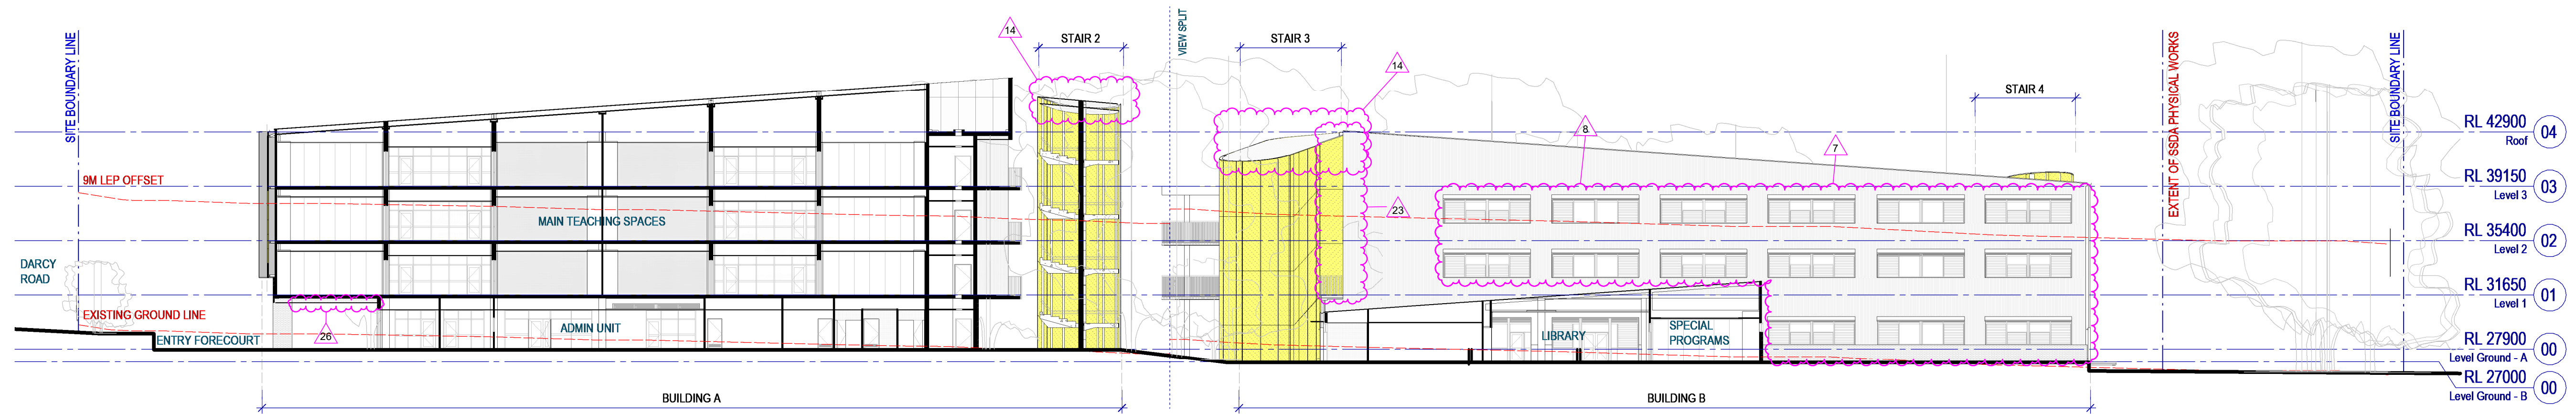 SITE BOUNDARY LINE
14
STAIR 2
VIEW SPLIT
STAIR 3
14
STAIR 4
EXTENT OF SSDA PHYSICAL WORKS
SITE BOUNDARY LINE
8
7
RL 42900
04
Roof
9M LEP OFFSET
RL 39150
03
Level 3
23
MAIN TEACHING SPACES
RL 35400
02
Level 2
DARCY
ROAD
RL 31650
01
Level 1
EXISTING GROUND LINE
26
ENTRY FORECOURT
ADMIN UNIT
LIBRARY
SPECIAL
PROGRAMS
RL 27900
00
Level Ground - A
RL 27000
00
Level Ground - B
BUILDING A
BUILDING B